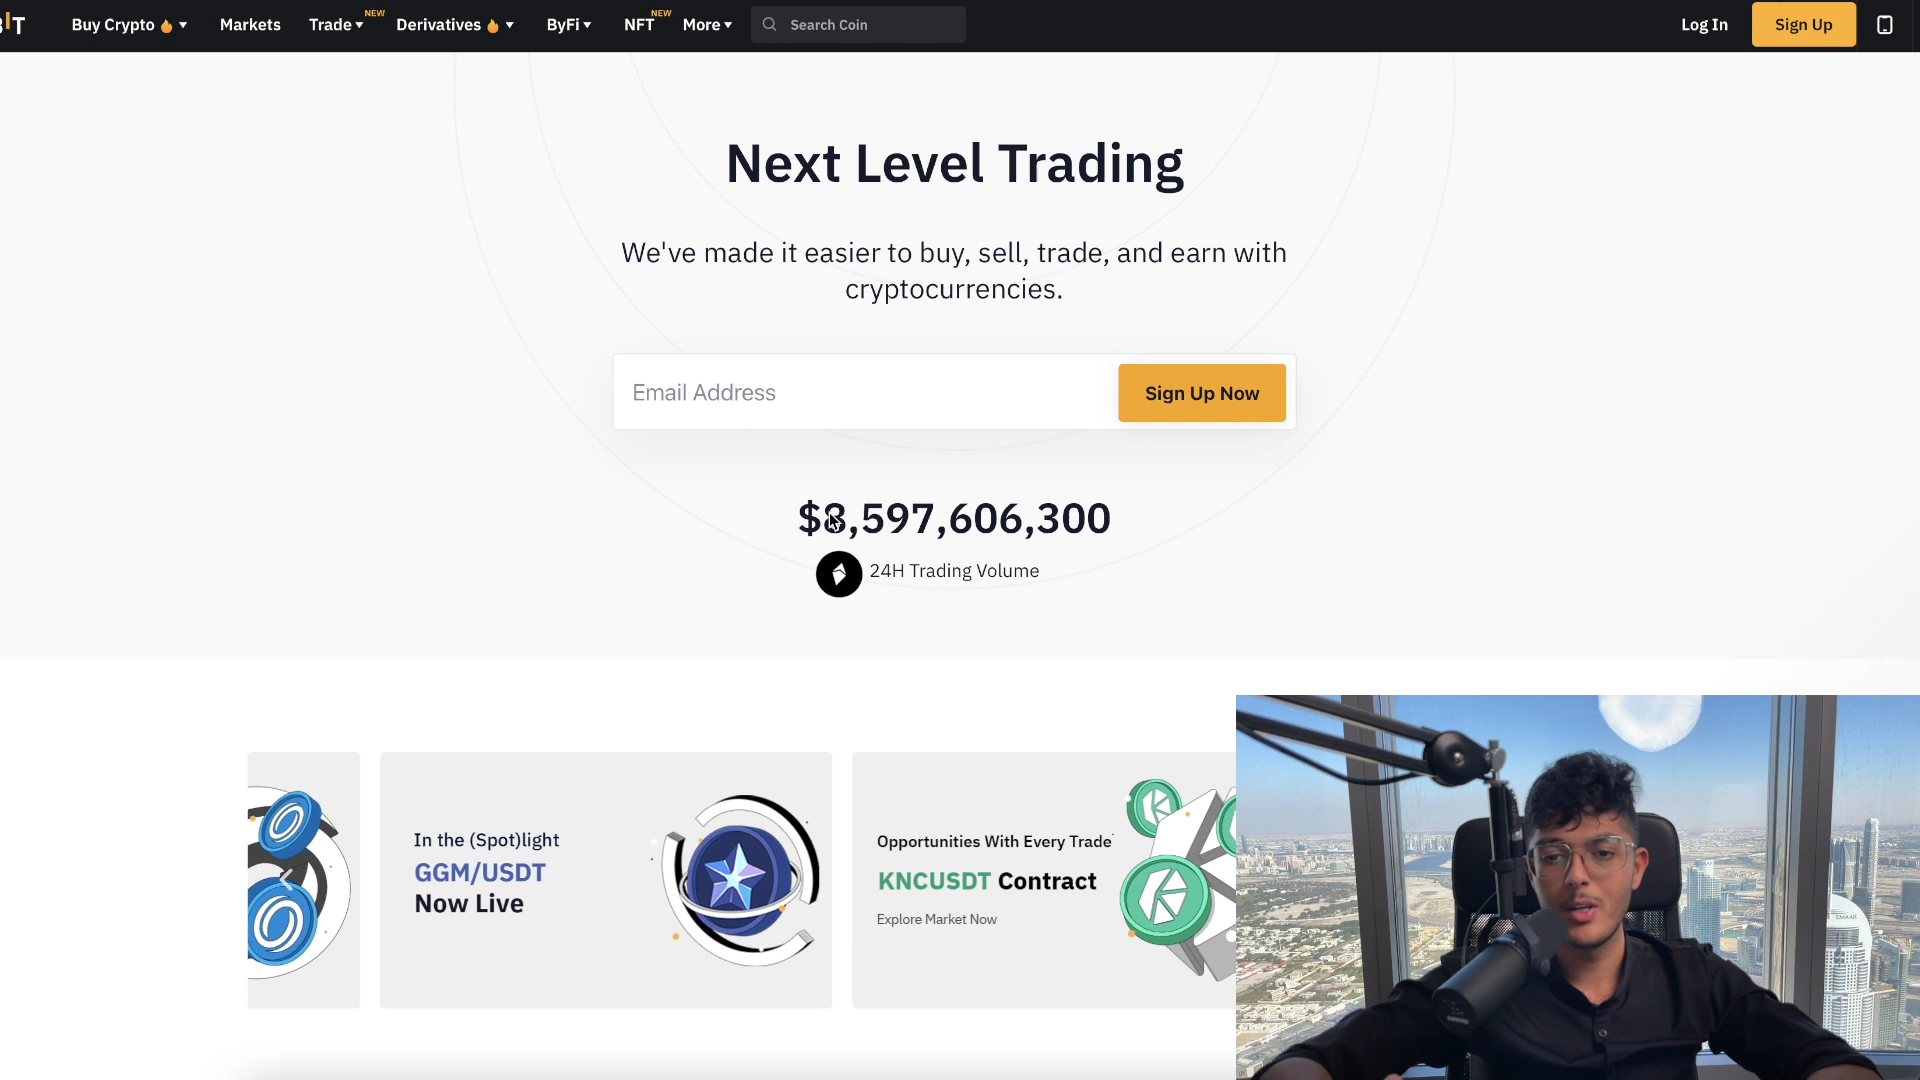 BIT
Buy Crypto
Markets
Trade
NEW
Derivatives
ByFi
NFT
NEW
More
Search Coin
Log In
Sign Up
Next Level Trading
We've made it easier to buy, sell, trade, and earn with
cryptocurrencies.
Email Address
Sign Up Now
$8,597,606,300
24H Trading Volume
In the (Spot)light
GGM/USDT
Now Live
Opportunities With Every Trade
KNCUSDT Contract
Explore Market Now
EMAAR